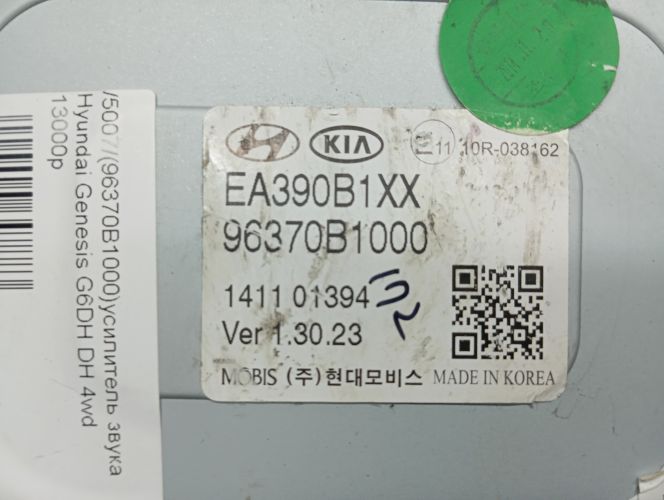 /5007/(96370B1000)усилитель звука
Hyundai Genesis G6DH DH 4wd
13000р
KIA
E11 10R-038162
EA390B1XX
96370B1000
1411 01394
Ver 1.30.23
MOBIS (주)현대모비스 MADE IN KOREA